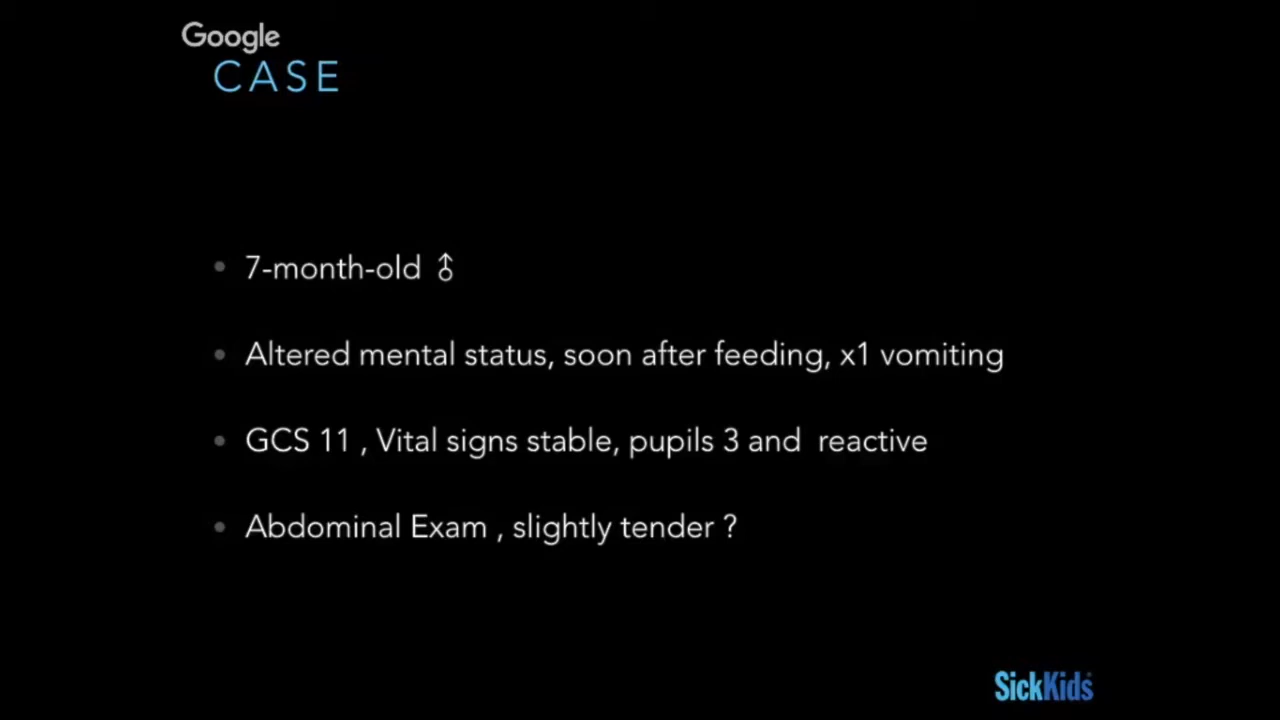 Google
CASE
• 7-month-old ♂
• Altered mental status, soon after feeding, x1 vomiting
• GCS 11 , Vital signs stable, pupils 3 and  reactive
• Abdominal Exam , slightly tender ?
SickKids